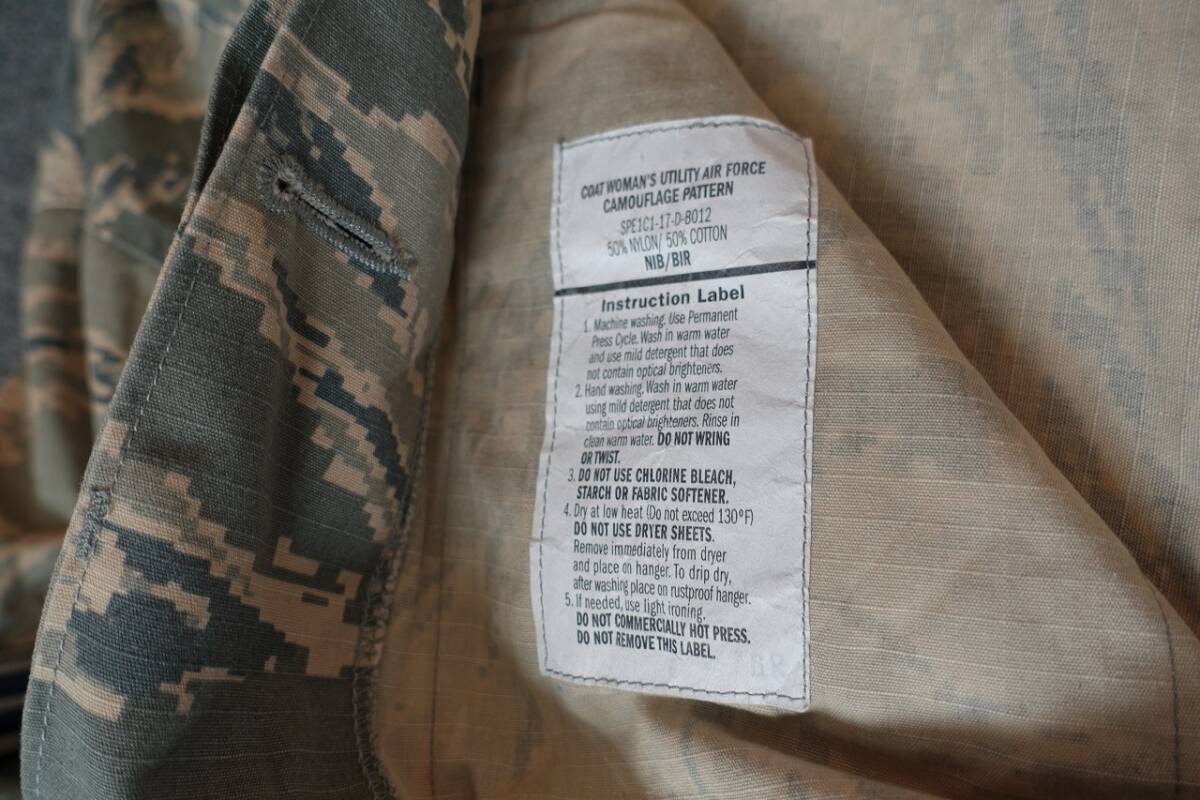 COAT WOMAN'S UTILITY AIR FORCE
CAMOUFLAGE PATTERN
SPE1C1-17-D-B012
50% NYLON/ 50% COTTON
NIB/BIR
Instruction Label
1. Machine washing. Use Permanent
Press Cycle. Wash in warm water
and use mild detergent that does
not contain optical brighteners.
2. Hand washing. Wash in warm water
using mild detergent that does not
contain optical brighteners. Rinse in
clean warm water. DO NOT WRING
OR TWIST.
3. DO NOT USE CHLORINE BLEACH,
STARCH OR FABRIC SOFTENER.
4. Dry at low heat (Do not exceed 130°F)
DO NOT USE DRYER SHEETS.
Remove immediately from dryer
and place on hanger. To drip dry,
after washing place on rustproof hanger.
5. If needed, use light ironing.
DO NOT COMMERCIALLY HOT PRESS.
DO NOT REMOVE THIS LABEL.